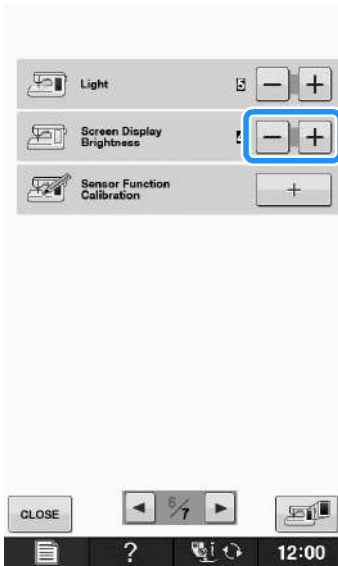 Light 5 − +
Screen Display
Brightness − +
Sensor Function
Calibration +
6/7
CLOSE
? i 12:00